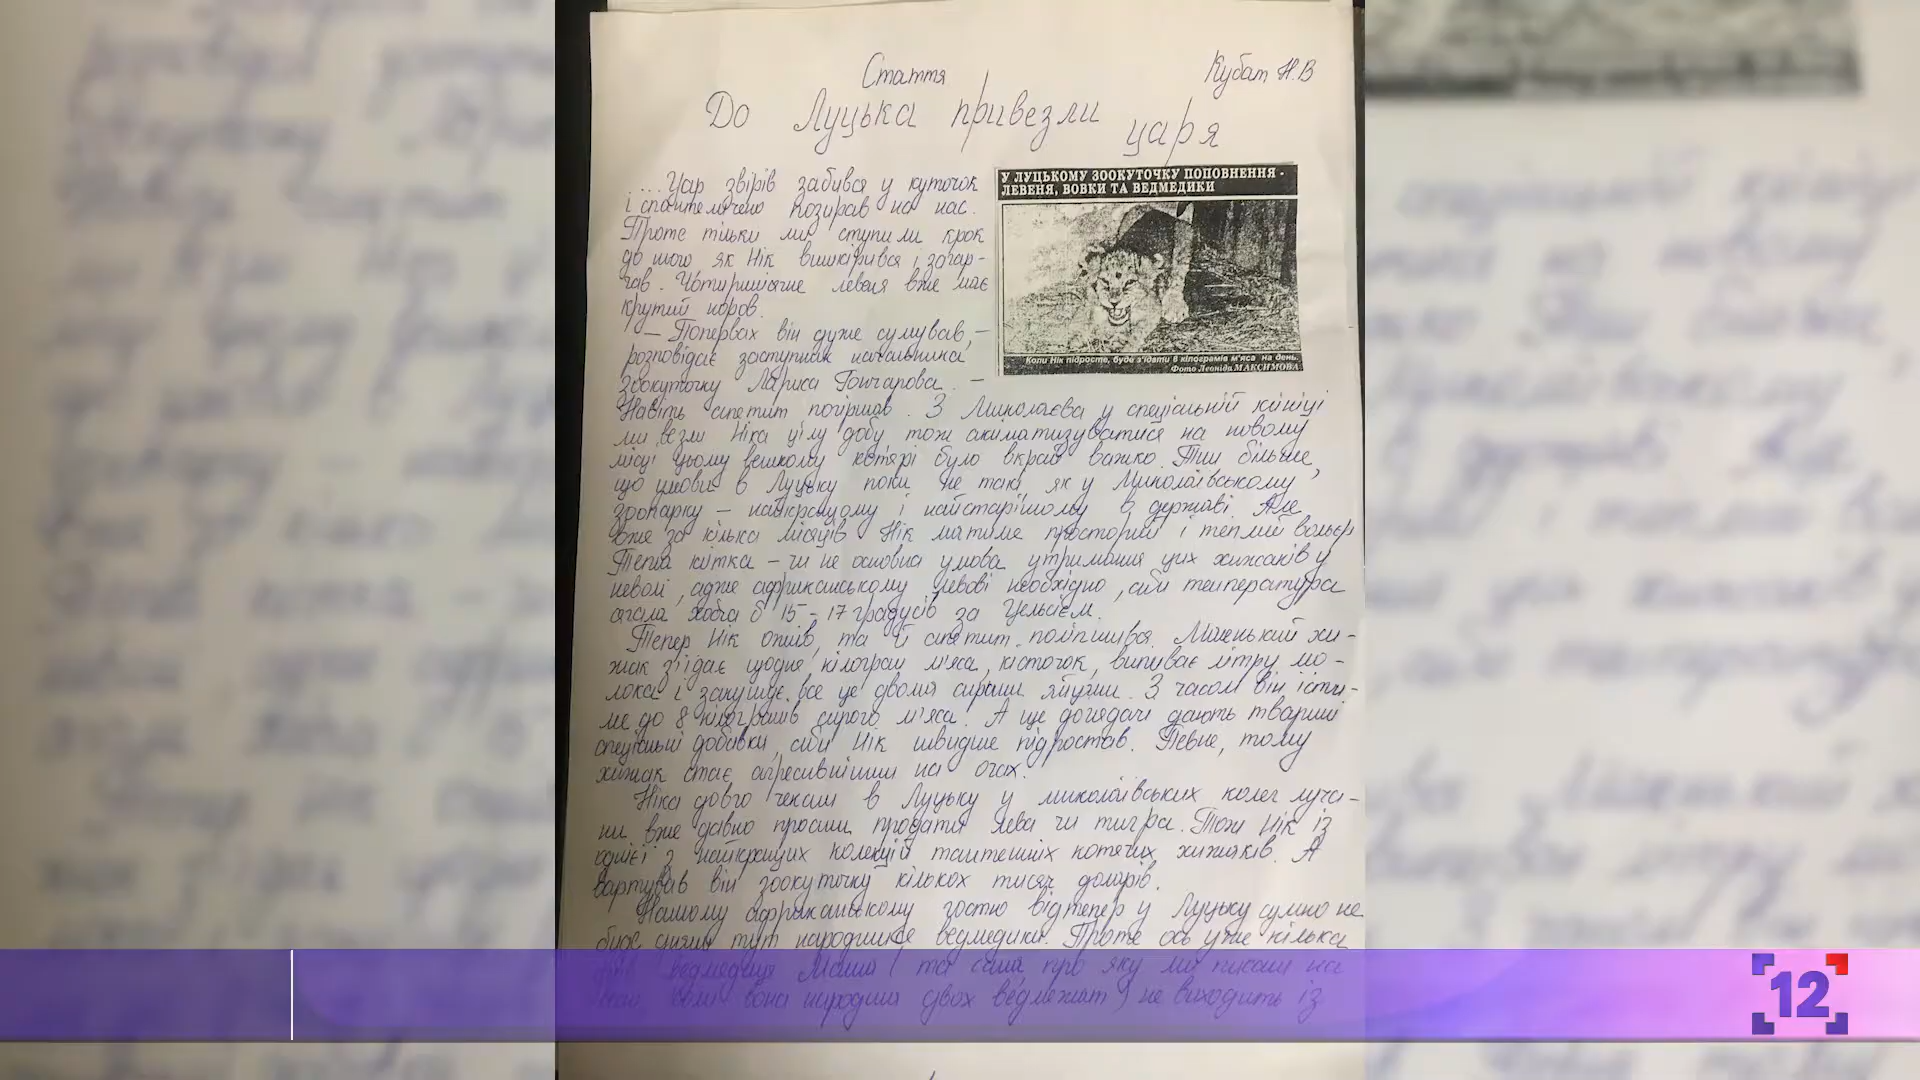 Стаття
Кубат Н.В
До Луцька привезли царя
....Цар звірів забився у куточок
і спантеличено позирав на нас.
Проте тільки ми ступили крок
до нього як Нік вишкірився і загар-
чав. Чотиримісячне левеня вже має
крутий норов.
— Попервах він дуже сумував, —
розповідає заступник начальника
зоокуточку Лариса Гончарова. —
У ЛУЦЬКОМУ ЗООКУТОЧКУ ПОПОВНЕННЯ -
ЛЕВЕНЯ, ВОВКИ ТА ВЕДМЕДИКИ
Коли Нік підросте, буде з'їдати 8 кілограмів м'яса на день.
Фото Леоніда МАКСИМОВА
Навіть апетит погіршав. З Миколаєва у спеціальній клітці
ми везли Ніка цілу добу, тож акліматизуватися на новому
місці цьому великому котярі було вкрай важко. Тим більше,
що умови в Луцьку поки не такі, як у Миколаївському
зоопарку — найкращому і найстарішому в державі. Але
вже за кілька місяців Нік матиме просторий і теплий вольєр
Тепла клітка – чи не основна умова утримання цих хижаків у
неволі, адже африканському левові необхідно, аби температура
сягала хоча б 15 - 17 градусів за Цельсієм.
Тепер Нік ожив, та й апетит поліпшився. Маленький хи-
жак з'їдає щодня кілограм м'яса, кісточок, випиває літру мо-
лока і закушує все це двома сирими яйцями. З часом він їсти-
ме до 8 кілограмів сирого м'яса. А ще доглядачі дають тварині
спеціальні добавки, аби Нік швидше підростав. Певне, тому
хижак стає агресивнішим на очах.
Ніка довго чекали в Луцьку у миколаївських колег луча-
ни вже давно просили продати лева чи тигра. Тож Нік із
однієї з найкращих колекцій тамтешніх котячих хижаків. А
вартував він зоокуточку кількох тисяч доларів.
Нашому африканському гостю відтепер у Луцьку сумно не
буде тут народилися ведмедики. Проте ось уже кілька
ведмедиця Маша (та сама, про яку ми писали
вона народила двох ведмежат) не виходить із
12